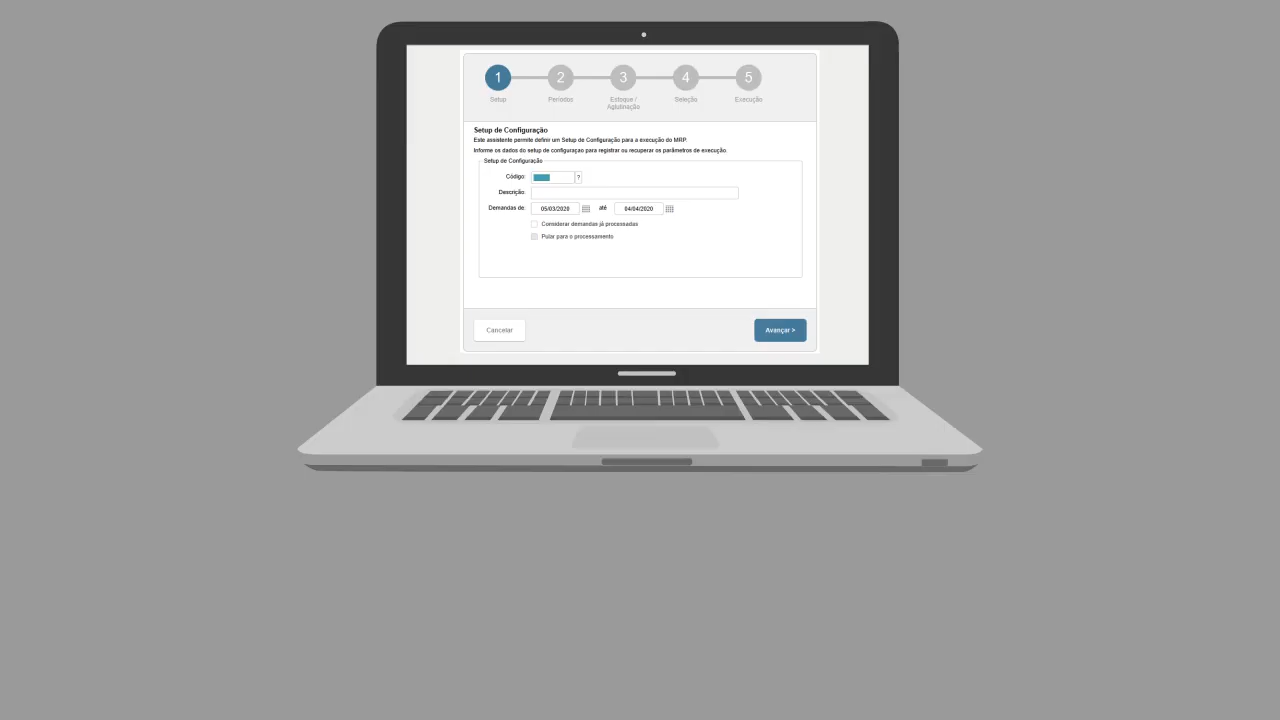 1 2 3 4 5
Setup Períodos Estoque / Seleção Execução
Aglutinação
Setup de Configuração
Este assistente permite definir um Setup de Configuração para a execução do MRP.
Informe os dados do setup de configuraçao para registrar ou recuperar os parâmetros de execução.
Setup de Configuração
Código: ?
Descrição:
Demandas de: 05/03/2020 até 04/04/2020
Considerar demandas já processadas
Pular para o processamento
Cancelar Avançar >